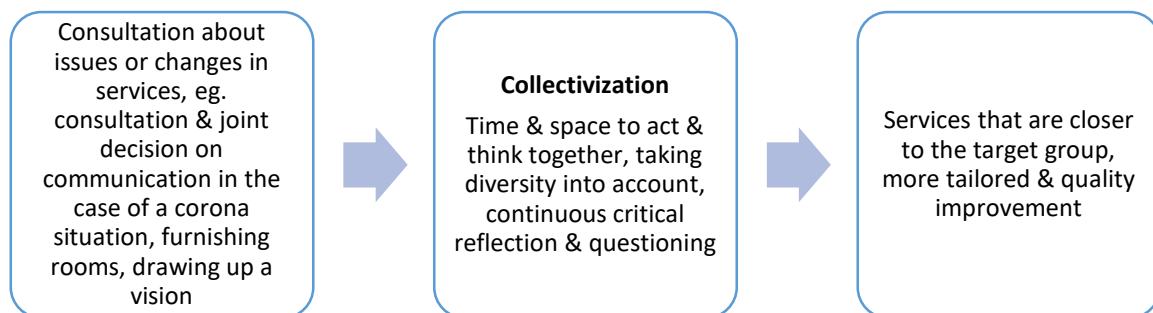 Consultation about
issues or changes in
services, eg.
consultation & joint
decision on
communication in the
case of a corona
situation, furnishing
rooms, drawing up a
vision
Collectivization
Time & space to act &
think together, taking
diversity into account,
continuous critical
reflection & questioning
Services that are closer
to the target group,
more tailored & quality
improvement